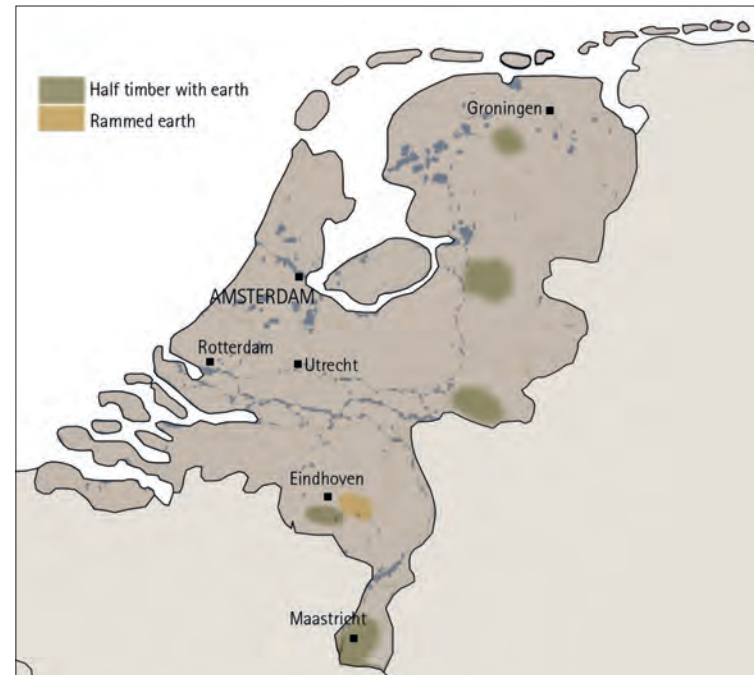 Half timber with earth
Rammed earth
Groningen
AMSTERDAM
Rotterdam
Utrecht
Eindhoven
Maastricht